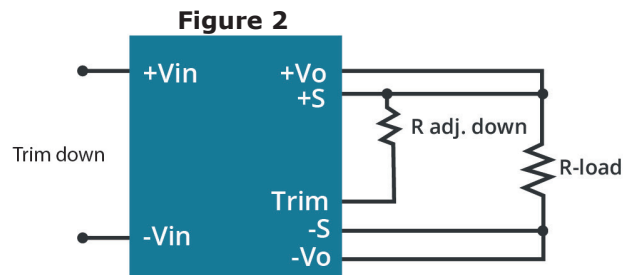 Figure 2
+Vin
+Vo
+S
R adj. down
Trim down
R-load
Trim
-S
-Vin
-Vo